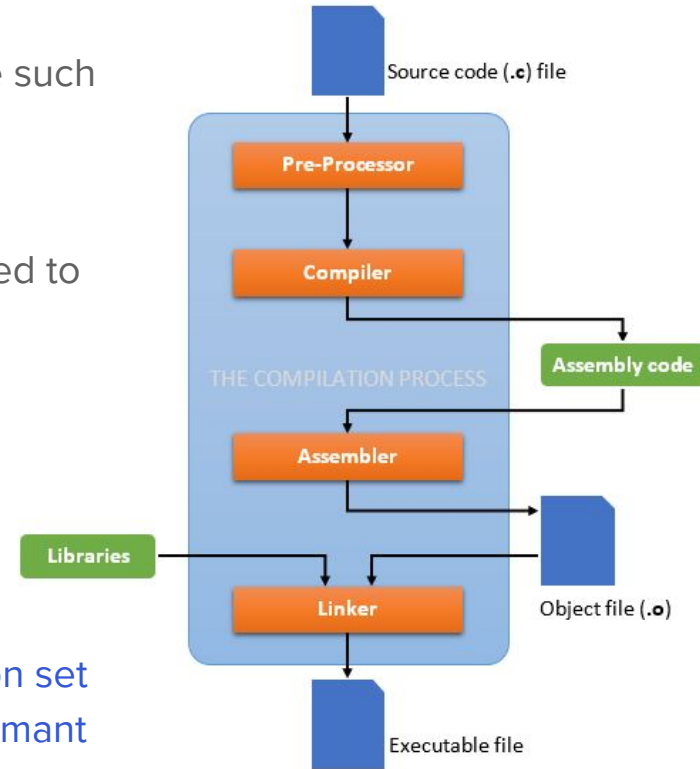 such
Source code (.c) file
Pre-Processor
ed to
Compiler
Assembly code
THE COMPILATION PROCESS
Assembler
Libraries
Linker
Object file (.o)
on set
mant
Executable file